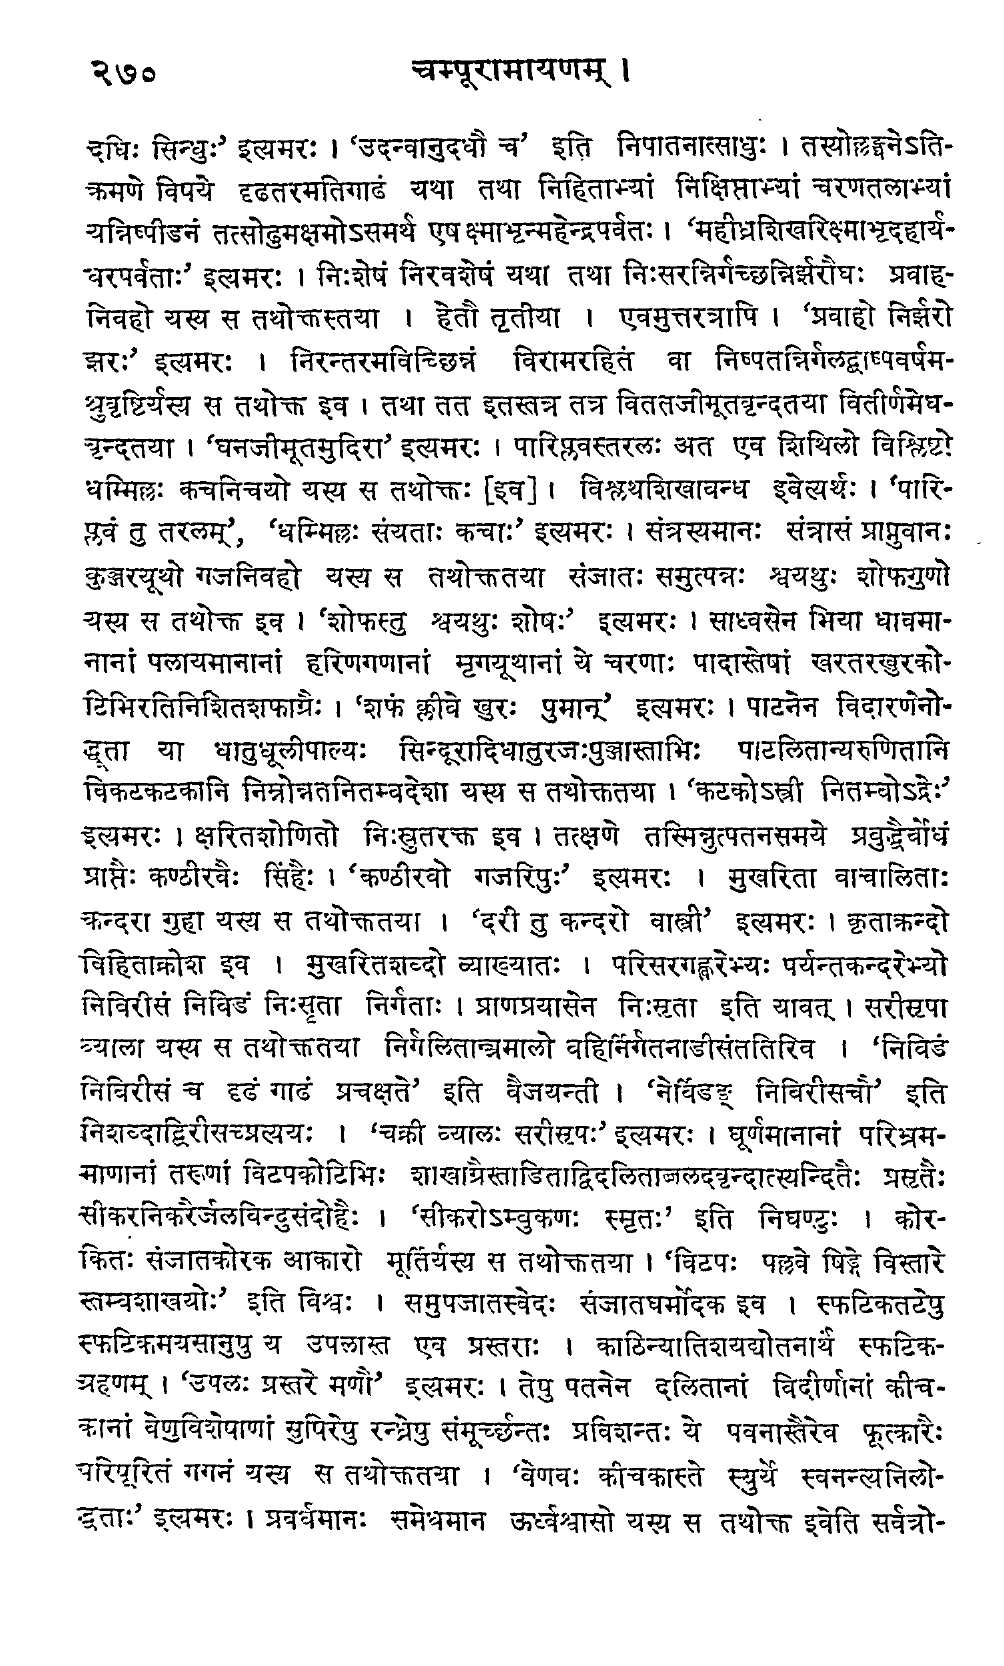 २७० चम्पूरामायणम् ।
दधिः सिन्धुः’ इत्यमरः । ‘उदन्वानुदधौ च’ इति निपातनात्साधुः । तस्योल्लङ्घनेऽति-
क्रमणे विषये दृढतरमतिगाढं यथा तथा निहिताभ्यां निक्षिप्ताभ्यां चरणतलाभ्यां
यन्निष्पीडनं तत्सोढुमक्षमोऽसमर्थ एष क्ष्माभृन्महेन्द्रपर्वतः । ‘महीध्रशिखरिक्ष्माभृदहार्य-
धरपर्वताः’ इत्यमरः । निःशेषं निरवशेषं यथा तथा निःसरन्निर्गच्छन्निर्झरौघः प्रवाह-
निवहो यस्य स तथोक्तस्तया । हेतौ तृतीया । एवमुत्तरत्रापि । ‘प्रवाहो निर्झरो
झरः’ इत्यमरः । निरन्तरमविच्छिन्नं विरामरहितं वा निष्पतन्निर्गलद्बाष्पवर्षम-
श्रुवृष्टिर्यस्य स तथोक्त इव । तथा तत इतस्तत्र तत्र विततजीमूतवृन्दतया वितीर्णमेघ-
वृन्दतया । ‘घनजीमूतमुदिरा’ इत्यमरः । पारिप्लवस्तरलः अत एव शिथिलो विश्लिष्टो
धम्मिल्लः कचनिचयो यस्य स तथोक्तः [इव] । विश्लथशिखाबन्ध इवेत्यर्थः । ‘पारि-
प्लवं तु तरलम्’, ‘धम्मिल्लः संयताः कचाः’ इत्यमरः । संत्रस्यमानः संत्रासं प्राप्नुवानः
कुञ्जरयूथो गजनिवहो यस्य स तथोक्ततया संजातः समुत्पन्नः श्वयथुः शोफगुणो
यस्य स तथोक्त इव । ‘शोफस्तु श्वयथुः शोषः’ इत्यमरः । साध्वसेन भिया धावमा-
नानां पलायमानानां हरिणगणानां मृगयूथानां ये चरणाः पादास्तेषां खरतरखुरको-
टिभिरतिनिशितशफाग्रैः । ‘शफं क्लीबे खुरः पुमान्’ इत्यमरः । पाटनेन विदारणेनो-
द्भूता या धातुधूलीपाल्यः सिन्दूरादिधातुरजःपुञ्जास्ताभिः पाटलितान्यरुणितानि
विकटकटकानि निम्नोन्नतनितम्बदेशा यस्य स तथोक्ततया । ‘कटकोऽस्त्री नितम्बोऽद्रेः’
इत्यमरः । क्षरितशोणितो निःस्रुतरक्त इव । तत्क्षणे तस्मिन्नुत्पतनसमये प्रबुद्धैर्बोधं
प्राप्तैः कण्ठीरवैः सिंहैः । ‘कण्ठीरवो गजरिपुः’ इत्यमरः । मुखरिता वाचालिताः
कन्दरा गुहा यस्य स तथोक्ततया । ‘दरी तु कन्दरो वास्त्री’ इत्यमरः । कृताक्रन्दो
विहिताक्रोश इव । मुखरितशब्दो व्याख्यातः । परिसरगह्वरेभ्यः पर्यन्तकन्दरेभ्यो
निबिरीसं निबिडं निःसृता निर्गताः । प्राणप्रयासेन निःसृता इति यावत् । सरीसृपा
व्याला यस्य स तथोक्ततया निर्गलितान्त्रमालो बहिर्निर्गतनाडीसंततिरिव । ‘निबिडं
निबिरीसं च दृढं गाढं प्रचक्षते’ इति वैजयन्ती । ‘नेर्बिडज् निबिरीसचौ’ इति
निशब्दाद्बिरीसच्प्रत्ययः । ‘चक्री व्यालः सरीसृपः’ इत्यमरः । घूर्णमानानां परिभ्रम-
माणानां तरूणां विटपकोटिभिः शाखाग्रैस्ताडिताद्विदलिताज्जलदवृन्दात्स्यन्दितैः प्रसृतैः
सीकरनिकरैर्जलबिन्दुसंदोहैः । ‘सीकरोऽम्बुकणः स्मृतः’ इति निघण्टुः । कोर-
कितः संजातकोरक आकारो मूर्तिर्यस्य स तथोक्ततया । ‘विटपः पल्लवे षिङ्गे विस्तारे
स्तम्बशाखयोः’ इति विश्वः । समुपजातस्वेदः संजातघर्मोदक इव । स्फटिकतटेषु
स्फटिकमयसानुषु य उपलास्त एव प्रस्तराः । काठिन्यातिशयद्योतनार्थं स्फटिक-
ग्रहणम् । ‘उपलः प्रस्तरे मणौ’ इत्यमरः । तेषु पतनेन दलितानां विदीर्णानां कीच-
कानां वेणुविशेषाणां सुषिरेषु रन्ध्रेषु संमूर्च्छन्तः प्रविशन्तः ये पवनास्तैरेव फूत्कारैः
परिपूरितं गगनं यस्य स तथोक्ततया । ‘वेणवः कीचकास्ते स्युर्ये स्वनन्त्यनिलो-
द्धताः’ इत्यमरः । प्रवर्धमानः समेधमान ऊर्ध्वश्वासो यस्य स तथोक्त इवेति सर्वत्रो-